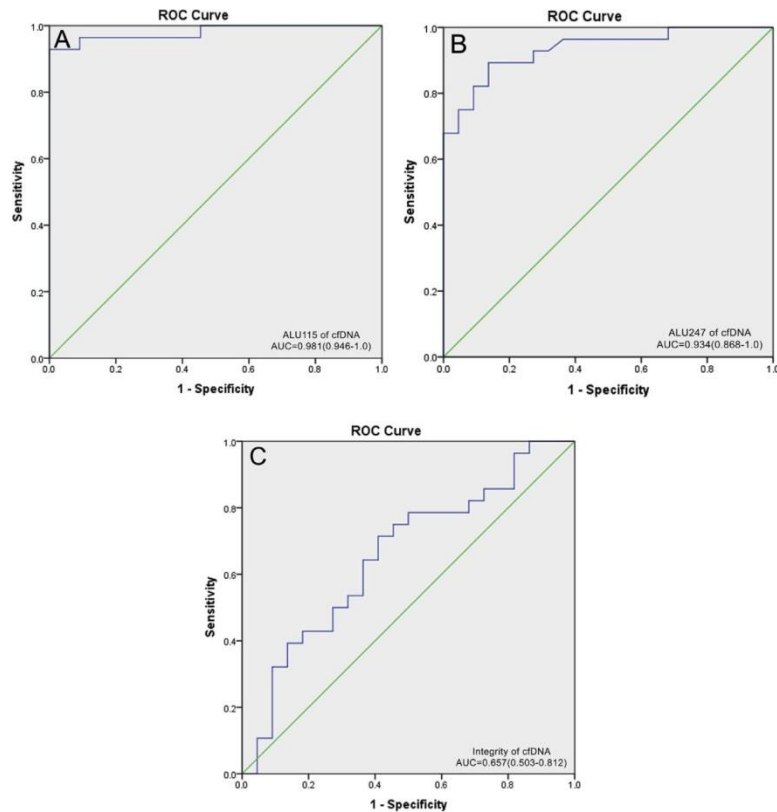 ROC Curve
A
1.0
0.8
0.6
0.4
0.2
0.0
Sensitivity
ALU115 of cfDNA
AUC=0.981(0.946-1.0)
0.0 0.2 0.4 0.6 0.8 1.0
1 - Specificity
ROC Curve
B
1.0
0.8
0.6
0.4
0.2
0.0
Sensitivity
ALU247 of cfDNA
AUC=0.934(0.868-1.0)
0.0 0.2 0.4 0.6 0.8 1.0
1 - Specificity
ROC Curve
C
1.0
0.8
0.6
0.4
0.2
0.0
Sensitivity
Integrity of cfDNA
AUC=0.657(0.503-0.812)
0.0 0.2 0.4 0.6 0.8 1.0
1 - Specificity